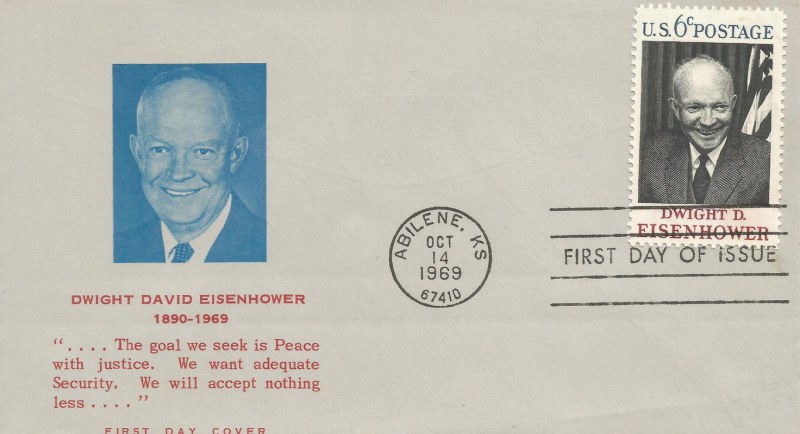 U.S. 6c POSTAGE
DWIGHT D.
EISENHOWER
FIRST DAY OF ISSUE
ABILENE, KS
OCT
14
1969
67410
DWIGHT DAVID EISENHOWER
1890-1969
“. . . . The goal we seek is Peace
with justice. We want adequate
Security. We will accept nothing
less . . . .”
FIRST DAY COVER